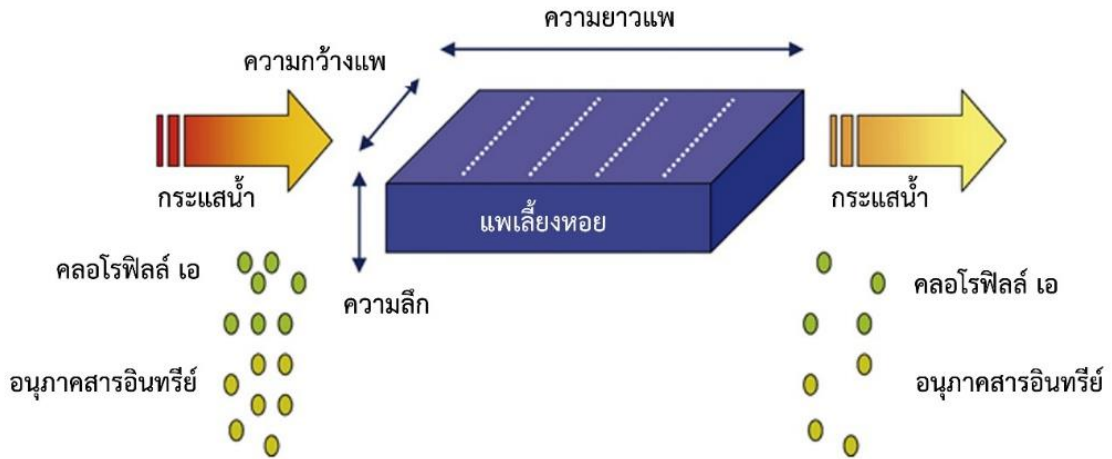 ความยาวแพ
ความกว้างแพ
กระแสน้ำ
แพเลี้ยงหอย
กระแสน้ำ
คลอโรฟิลล์ เอ
ความลึก
คลอโรฟิลล์ เอ
อนุภาคสารอินทรีย์
อนุภาคสารอินทรีย์